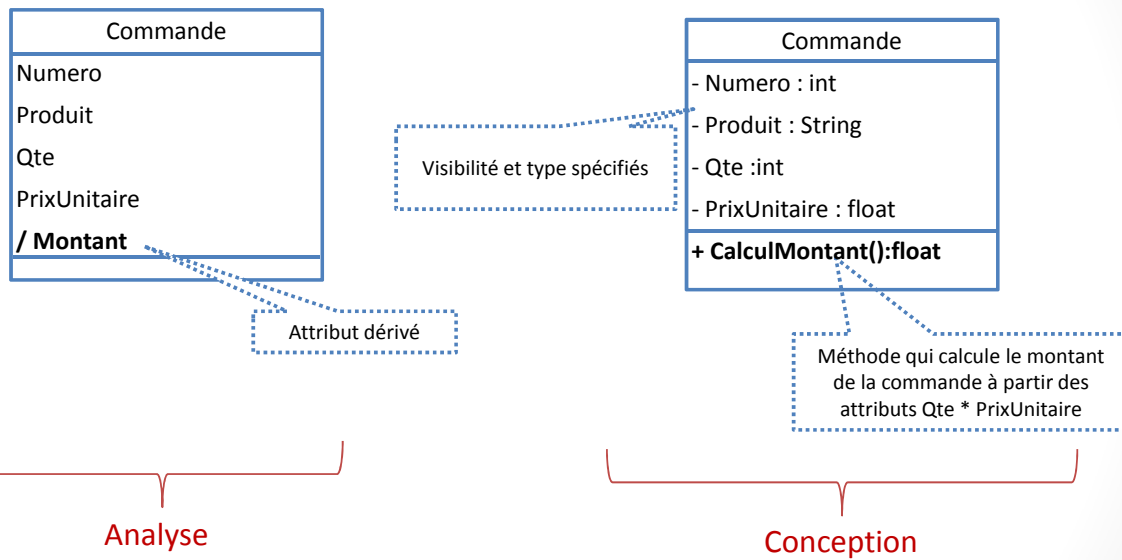 Commande
Numero
Produit
Qte
PrixUnitaire
/ Montant
Attribut dérivé
Analyse
Visibilité et type spécifiés
Commande
- Numero : int
- Produit : String
- Qte :int
- PrixUnitaire : float
+ CalculMontant():float
Méthode qui calcule le montant
de la commande à partir des
attributs Qte * PrixUnitaire
Conception